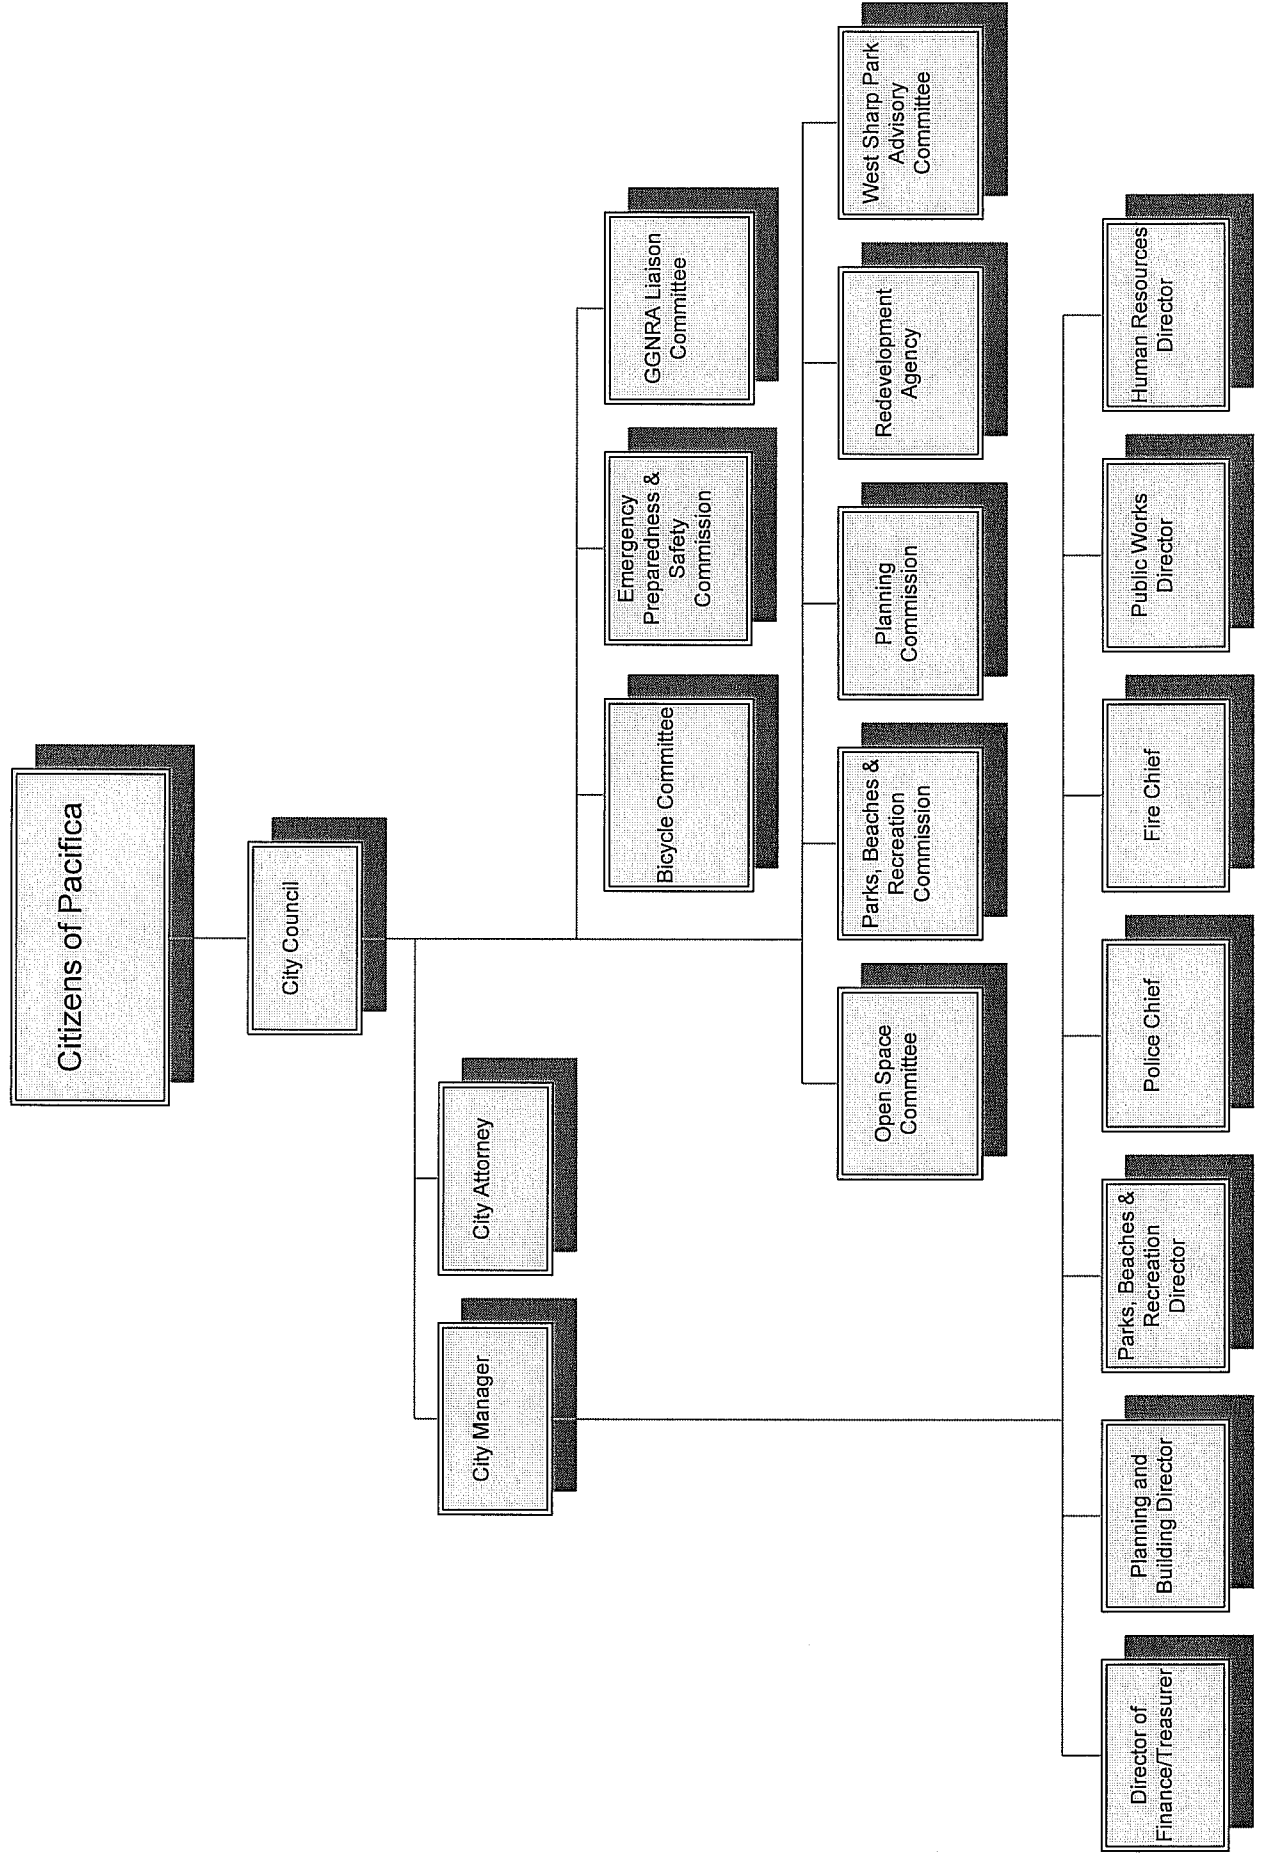 Citizens of Pacifica
City Council
City Manager
City Attorney
Bicycle Committee
Emergency
Preparedness &
Safety
Commission
GGNRA Liaison
Committee
Open Space
Committee
Parks, Beaches &
Recreation
Commission
Planning
Commission
Redevelopment
Agency
West Sharp Park
Advisory
Committee
Director of
Finance/Treasurer
Planning and
Building Director
Parks, Beaches &
Recreation
Director
Police Chief
Fire Chief
Public Works
Director
Human Resources
Director